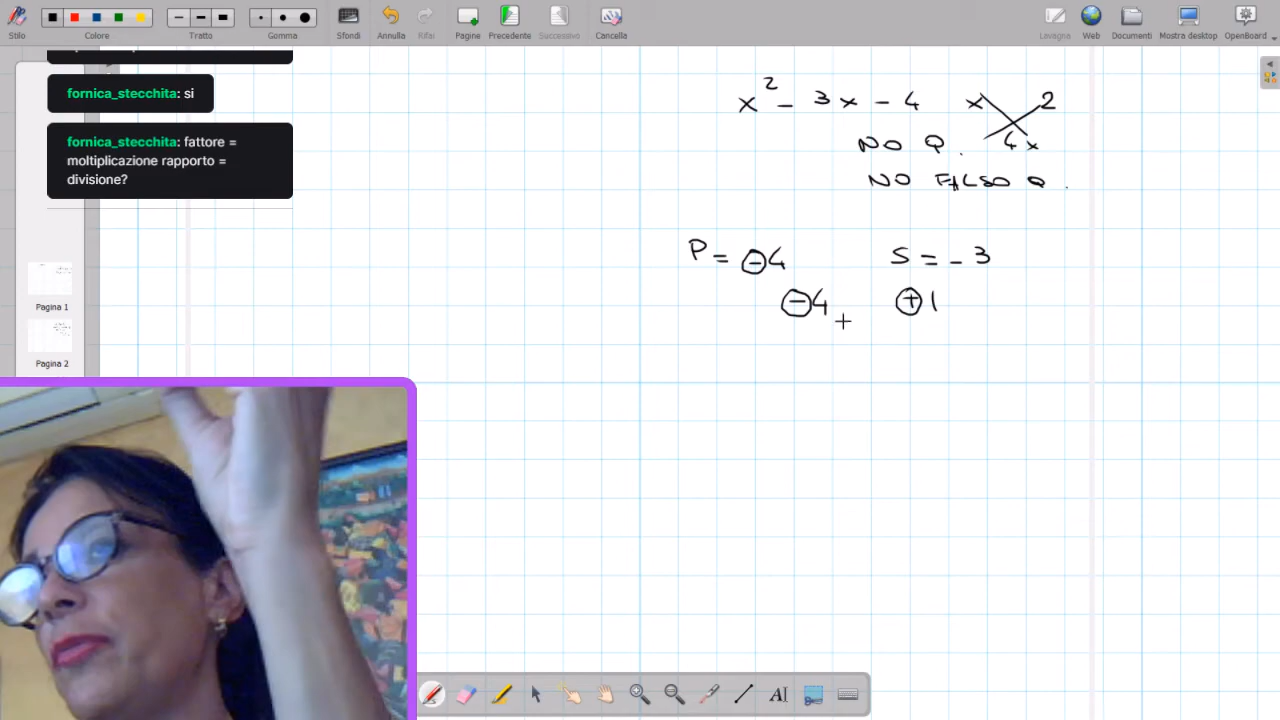 Stilo
Colore
Tratto
Gomma
Sfondi
Annulla
Rifai
Pagine
Precedente
Successivo
Cancella
Lavagna
Web
Documenti
Mostra desktop
OpenBoard
fornica_stecchita: si
fornica_stecchita: fattore =
moltiplicazione rapporto =
divisione?
Pagina 1
Pagina 2
x² - 3x - 4
x 2
4x
NO Q.
NO FALSO Q.
P = -4 S = -3
-4 +1
AI